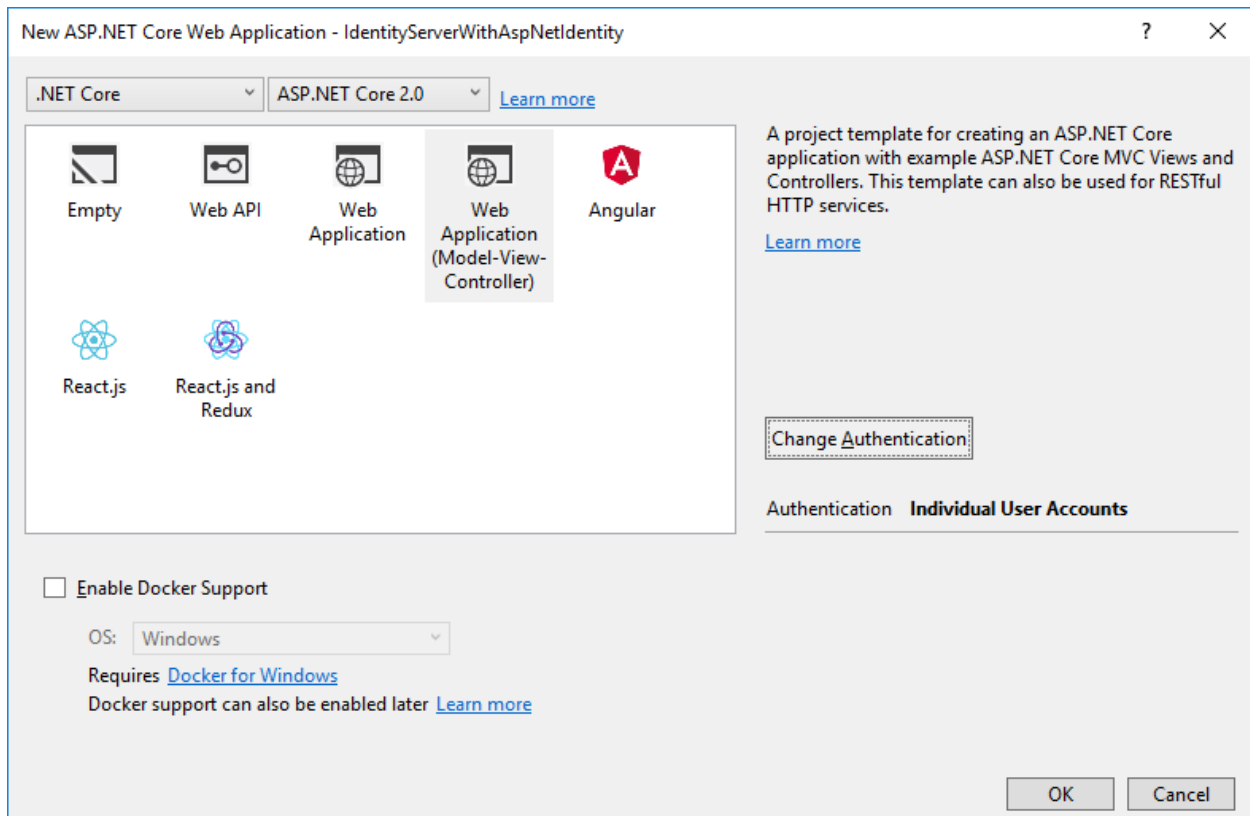 New ASP.NET Core Web Application - IdentityServerWithAspNetIdentity
?
.NET Core
ASP.NET Core 2.0
Learn more
Empty
Web API
Web
Application
Web
Application
(Model-View-
Controller)
Angular
React.js
React.js and
Redux
A project template for creating an ASP.NET Core
application with example ASP.NET Core MVC Views and
Controllers. This template can also be used for RESTful
HTTP services.
Learn more
Change Authentication
Authentication Individual User Accounts
Enable Docker Support
OS: Windows
Requires Docker for Windows
Docker support can also be enabled later Learn more
OK
Cancel